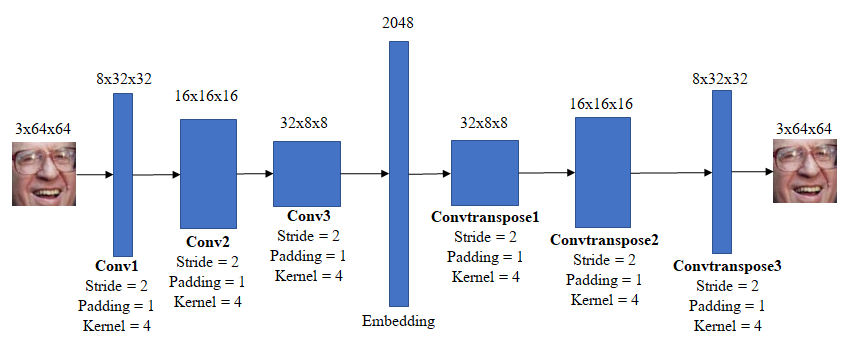 3x64x64
8x32x32
Conv1
Stride = 2
Padding = 1
Kernel = 4
16x16x16
Conv2
Stride = 2
Padding = 1
Kernel = 4
32x8x8
Conv3
Stride = 2
Padding = 1
Kernel = 4
2048
Embedding
32x8x8
Convtranspose1
Stride = 2
Padding = 1
Kernel = 4
16x16x16
Convtranspose2
Stride = 2
Padding = 1
Kernel = 4
8x32x32
Convtranspose3
Stride = 2
Padding = 1
Kernel = 4
3x64x64